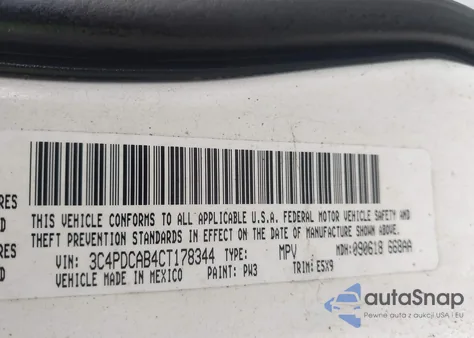 RES
THIS VEHICLE CONFORMS TO ALL APPLICABLE U.S.A. FEDERAL MOTOR VEHICLE SAFETY AND
D
THEFT PREVENTION STANDARDS IN EFFECT ON THE DATE OF MANUFACTURE SHOWN ABOVE.
RES
VIN: 3C4PDCAB4CT178344 TYPE: MPV MDH: 090618 668AA
D
VEHICLE MADE IN MEXICO PAINT: PW3 TRIM: E5X9
autoSnap
Pewne auta z aukcji USA i EU